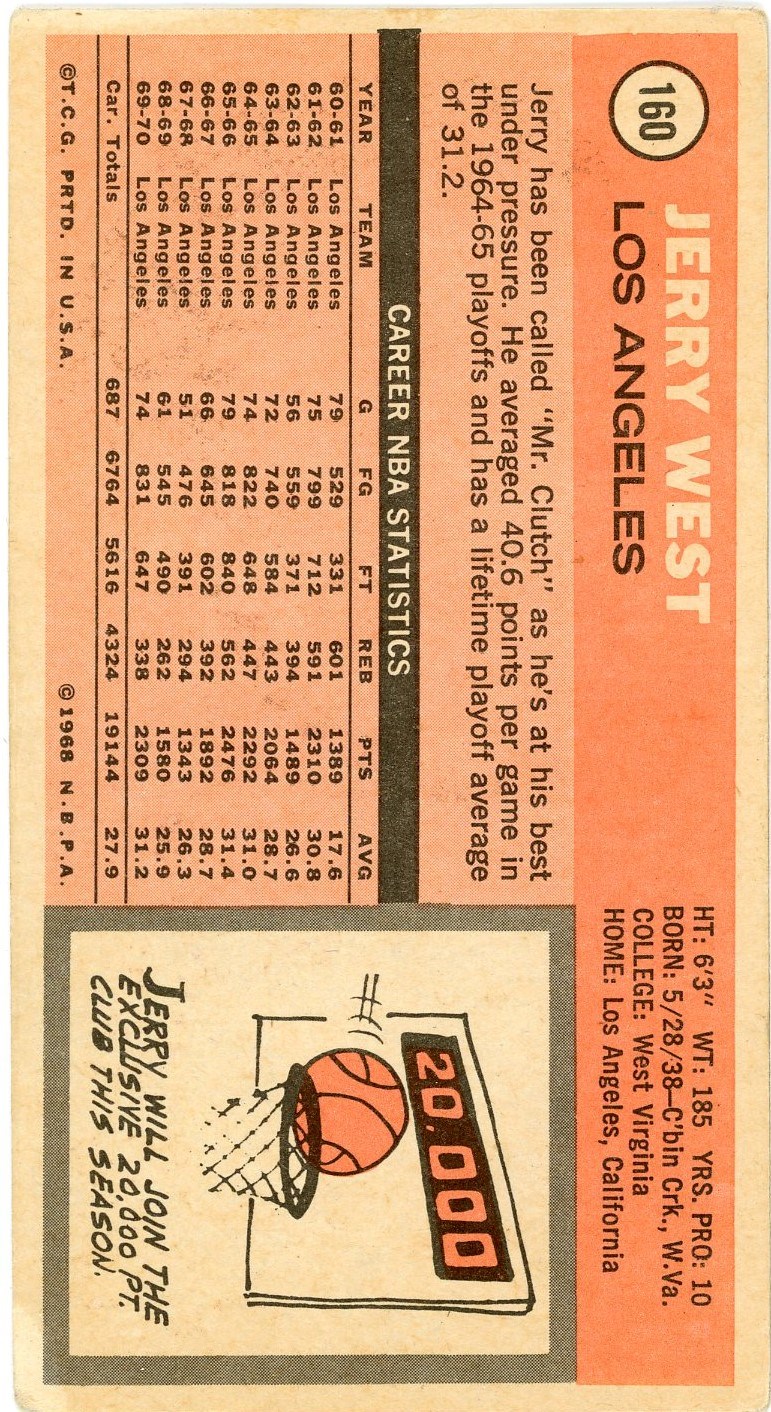 160
JERRY WEST
LOS ANGELES
HT: 6'3" WT: 185 YRS. PRO: 10
BORN: 5/28/38—C'bin Crk., W.Va.
COLLEGE: West Virginia
HOME: Los Angeles, California
Jerry has been called "Mr. Clutch" as he's at his best
under pressure. He averaged 40.6 points per game in
the 1964-65 playoffs and has a lifetime playoff average
of 31.2.
CAREER NBA STATISTICS
YEAR TEAM G FG FT REB PTS AVG
60-61 Los Angeles 79 529 331 601 1389 17.6
61-62 Los Angeles 75 799 712 591 2310 30.8
62-63 Los Angeles 56 559 371 394 1489 26.6
63-64 Los Angeles 72 740 584 443 2064 28.7
64-65 Los Angeles 74 822 648 447 2292 31.0
65-66 Los Angeles 79 818 840 562 2476 31.4
66-67 Los Angeles 66 645 602 392 1892 28.7
67-68 Los Angeles 51 476 391 294 1343 26.3
68-69 Los Angeles 61 545 490 262 1580 25.9
69-70 Los Angeles 74 831 647 338 2309 31.2
Car. Totals 687 6764 5616 4324 19144 27.9
©T.C.G. PRTD. IN U.S.A. ©1968 N.B.P.A.
20,000
JERRY WILL JOIN THE
EXCLUSIVE 20,000 PT.
CLUB THIS SEASON.